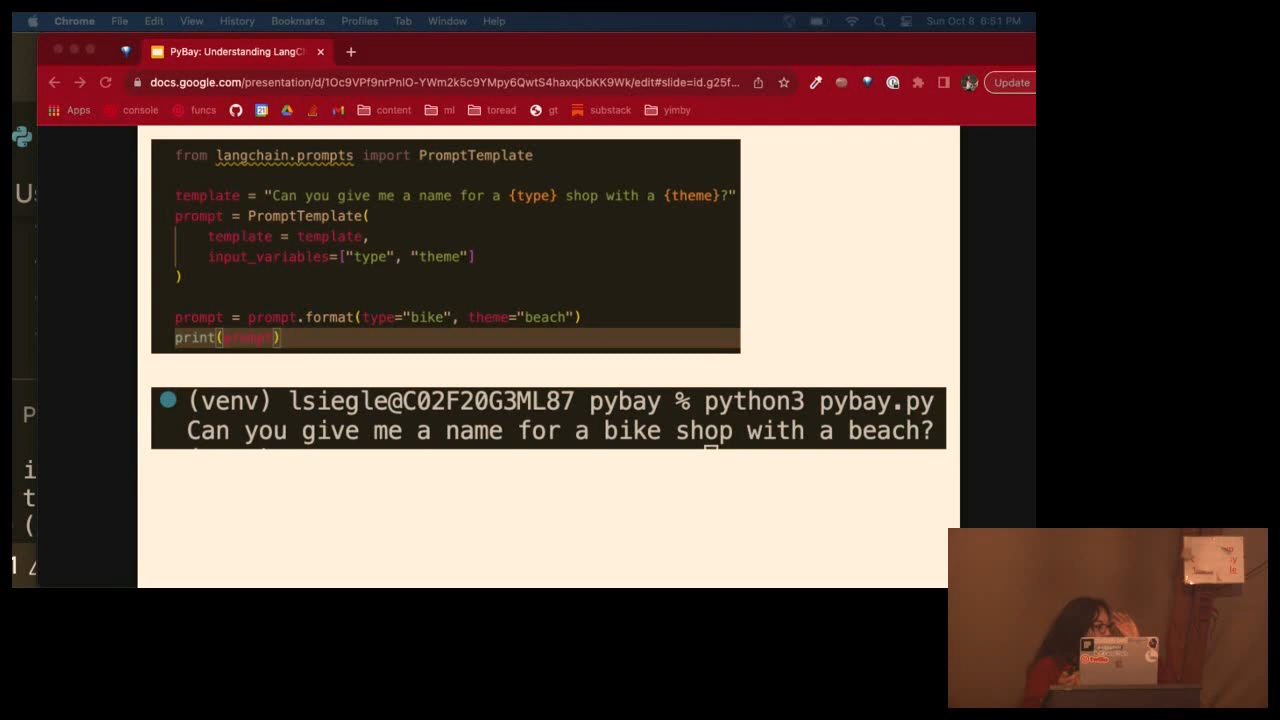 Chrome File Edit View History Bookmarks Profiles Tab Window Help Sun Oct 8 6:51 PM
PyBay: Understanding LangC
docs.google.com/presentation/d/1Oc9VPf9nrPnlO-YWm2k5c9YMpy6QwtS4haxqKbKK9Wk/edit#slide=id.g25f... Update
Apps console funcs content ml toread gt substack yimby
from langchain.prompts import PromptTemplate
template = "Can you give me a name for a {type} shop with a {theme}?"
prompt = PromptTemplate(
template = template,
input_variables=["type", "theme"]
)
prompt = prompt.format(type="bike", theme="beach")
print(prompt)
(venv) lsiegle@C02F20G3ML87 pybay % python3 pybay.py
Can you give me a name for a bike shop with a beach?